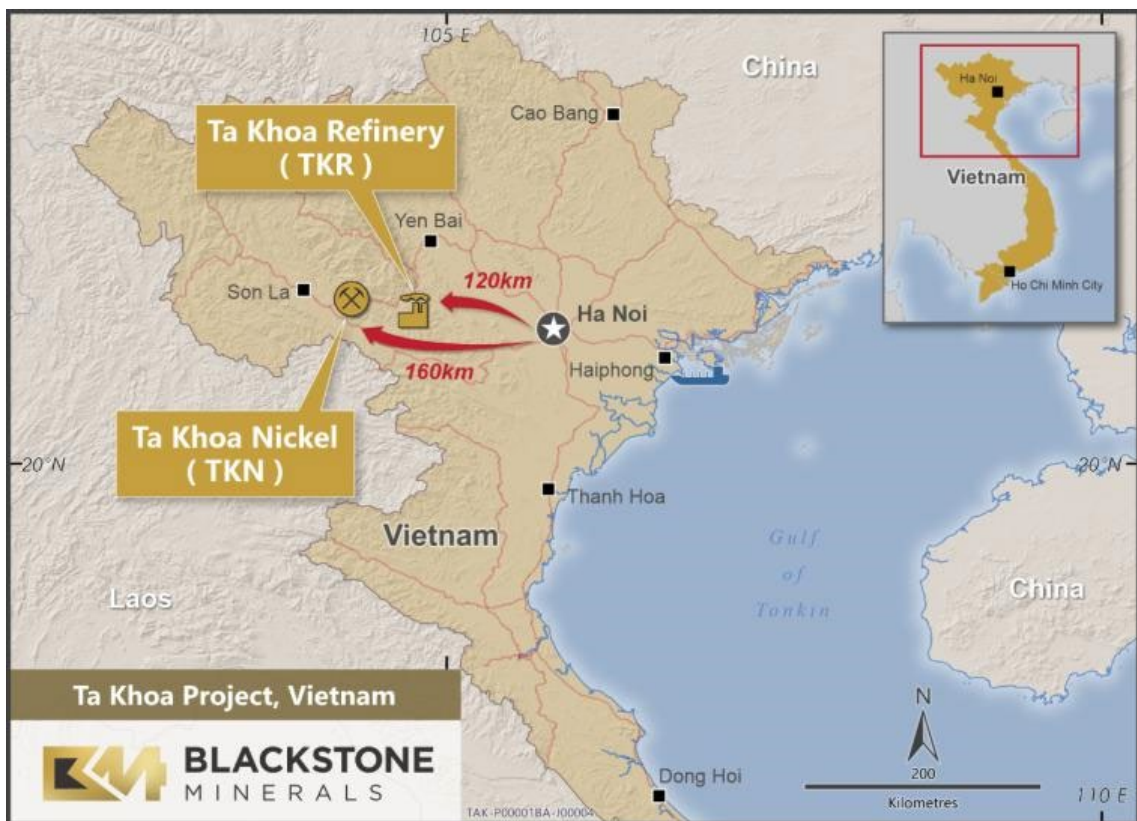 105 E
China
Ha Noi
Vietnam
Ho Chi Minh City
Cao Bang
Ta Khoa Refinery
( TKR )
Yen Bai
120km
Son La
Ha Noi
Haiphong
160km
Ta Khoa Nickel
( TKN )
20°N
20°N
Thanh Hoa
Vietnam
Gulf
of
Tonkin
China
Laos
Ta Khoa Project, Vietnam
BLACKSTONE
MINERALS
N
200
Kilometres
Dong Hoi
110 E
TAK-P00001BA-J00004